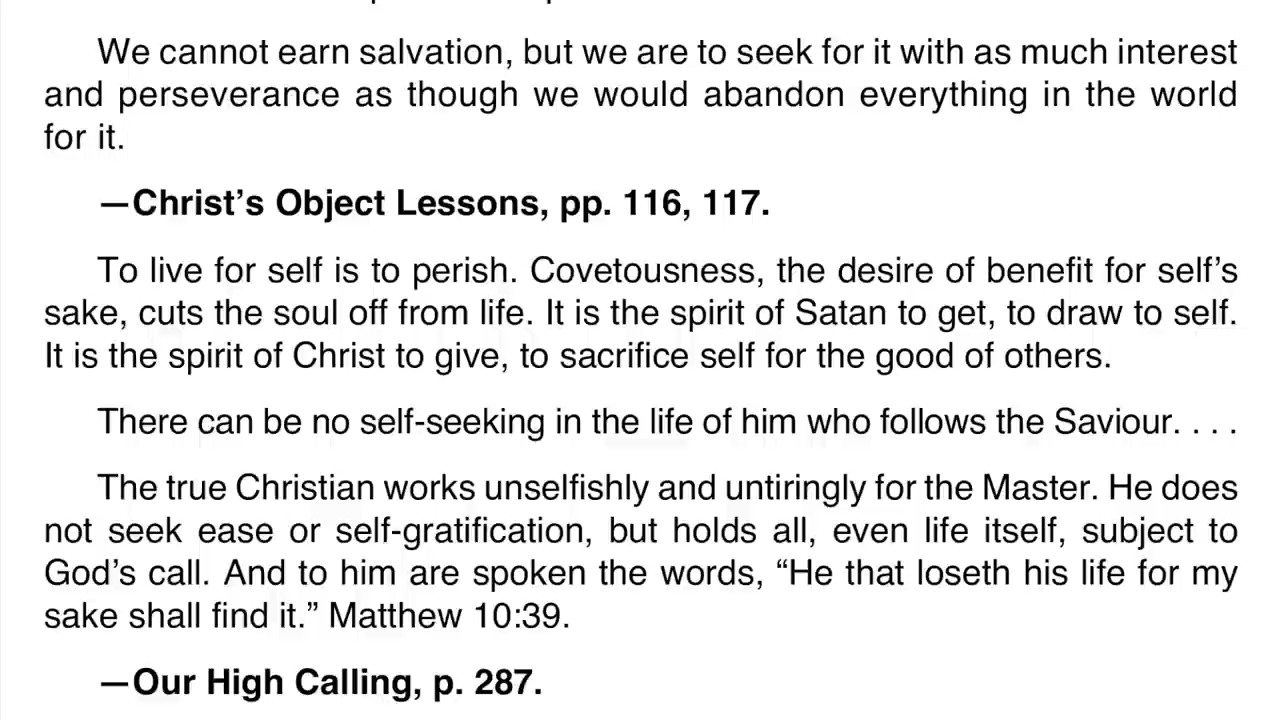 We cannot earn salvation, but we are to seek for it with as much interest
and perseverance as though we would abandon everything in the world
for it.
—Christ’s Object Lessons, pp. 116, 117.
To live for self is to perish. Covetousness, the desire of benefit for self’s
sake, cuts the soul off from life. It is the spirit of Satan to get, to draw to self.
It is the spirit of Christ to give, to sacrifice self for the good of others.
There can be no self-seeking in the life of him who follows the Saviour. . . .
The true Christian works unselfishly and untiringly for the Master. He does
not seek ease or self-gratification, but holds all, even life itself, subject to
God’s call. And to him are spoken the words, “He that loseth his life for my
sake shall find it.” Matthew 10:39.
—Our High Calling, p. 287.